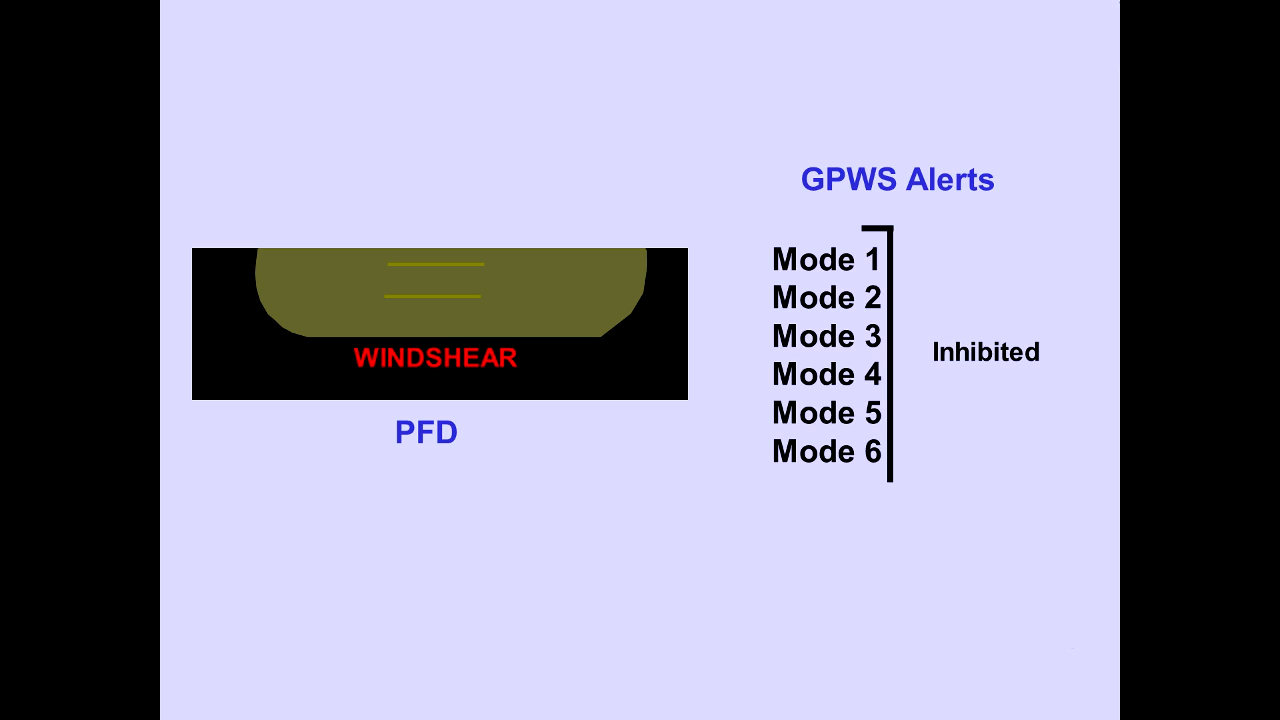 GPWS Alerts
WINDSHEAR
PFD
Mode 1
Mode 2
Mode 3
Mode 4
Mode 5
Mode 6
Inhibited